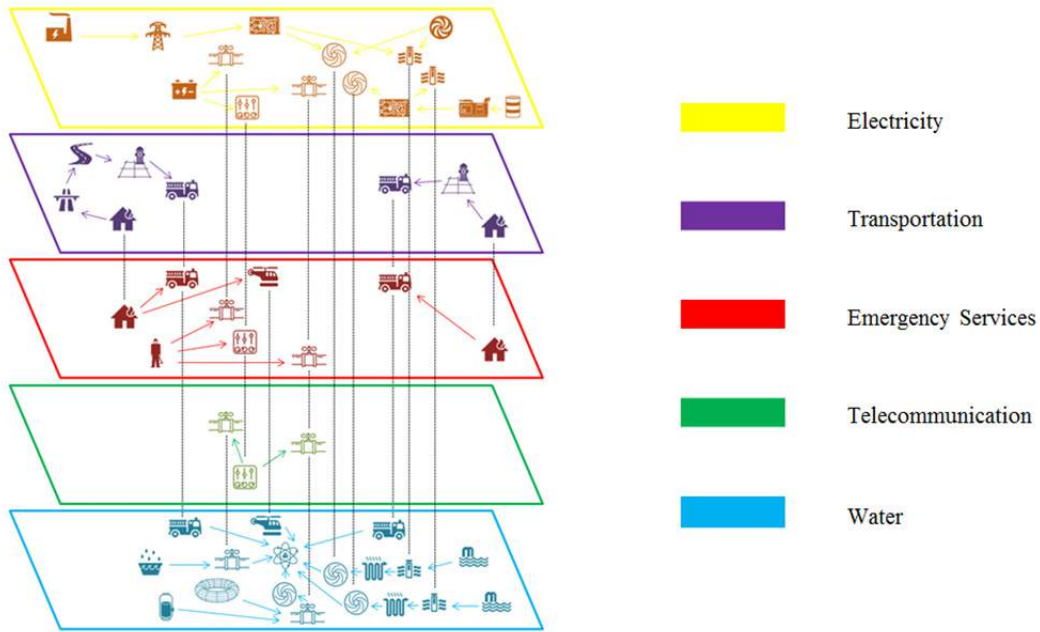 Electricity
Transportation
Emergency Services
Telecommunication
Water